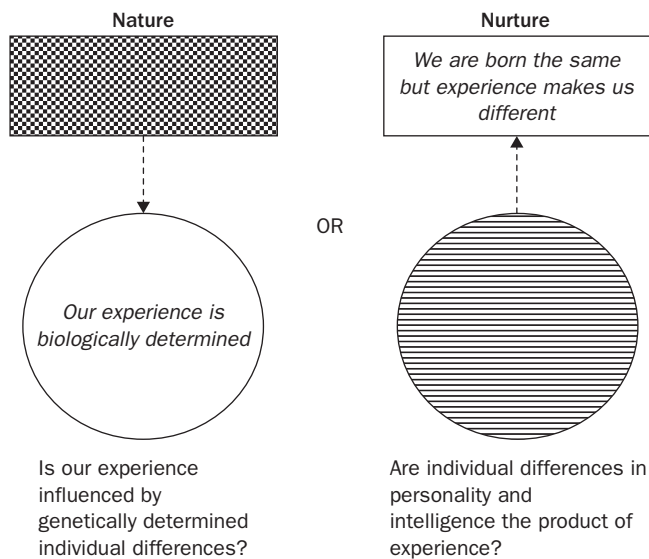 Nature
Our experience is
biologically determined
Is our experience
influenced by
genetically determined
individual differences?
OR
Nurture
We are born the same
but experience makes us
different
Are individual differences in
personality and
intelligence the product of
experience?